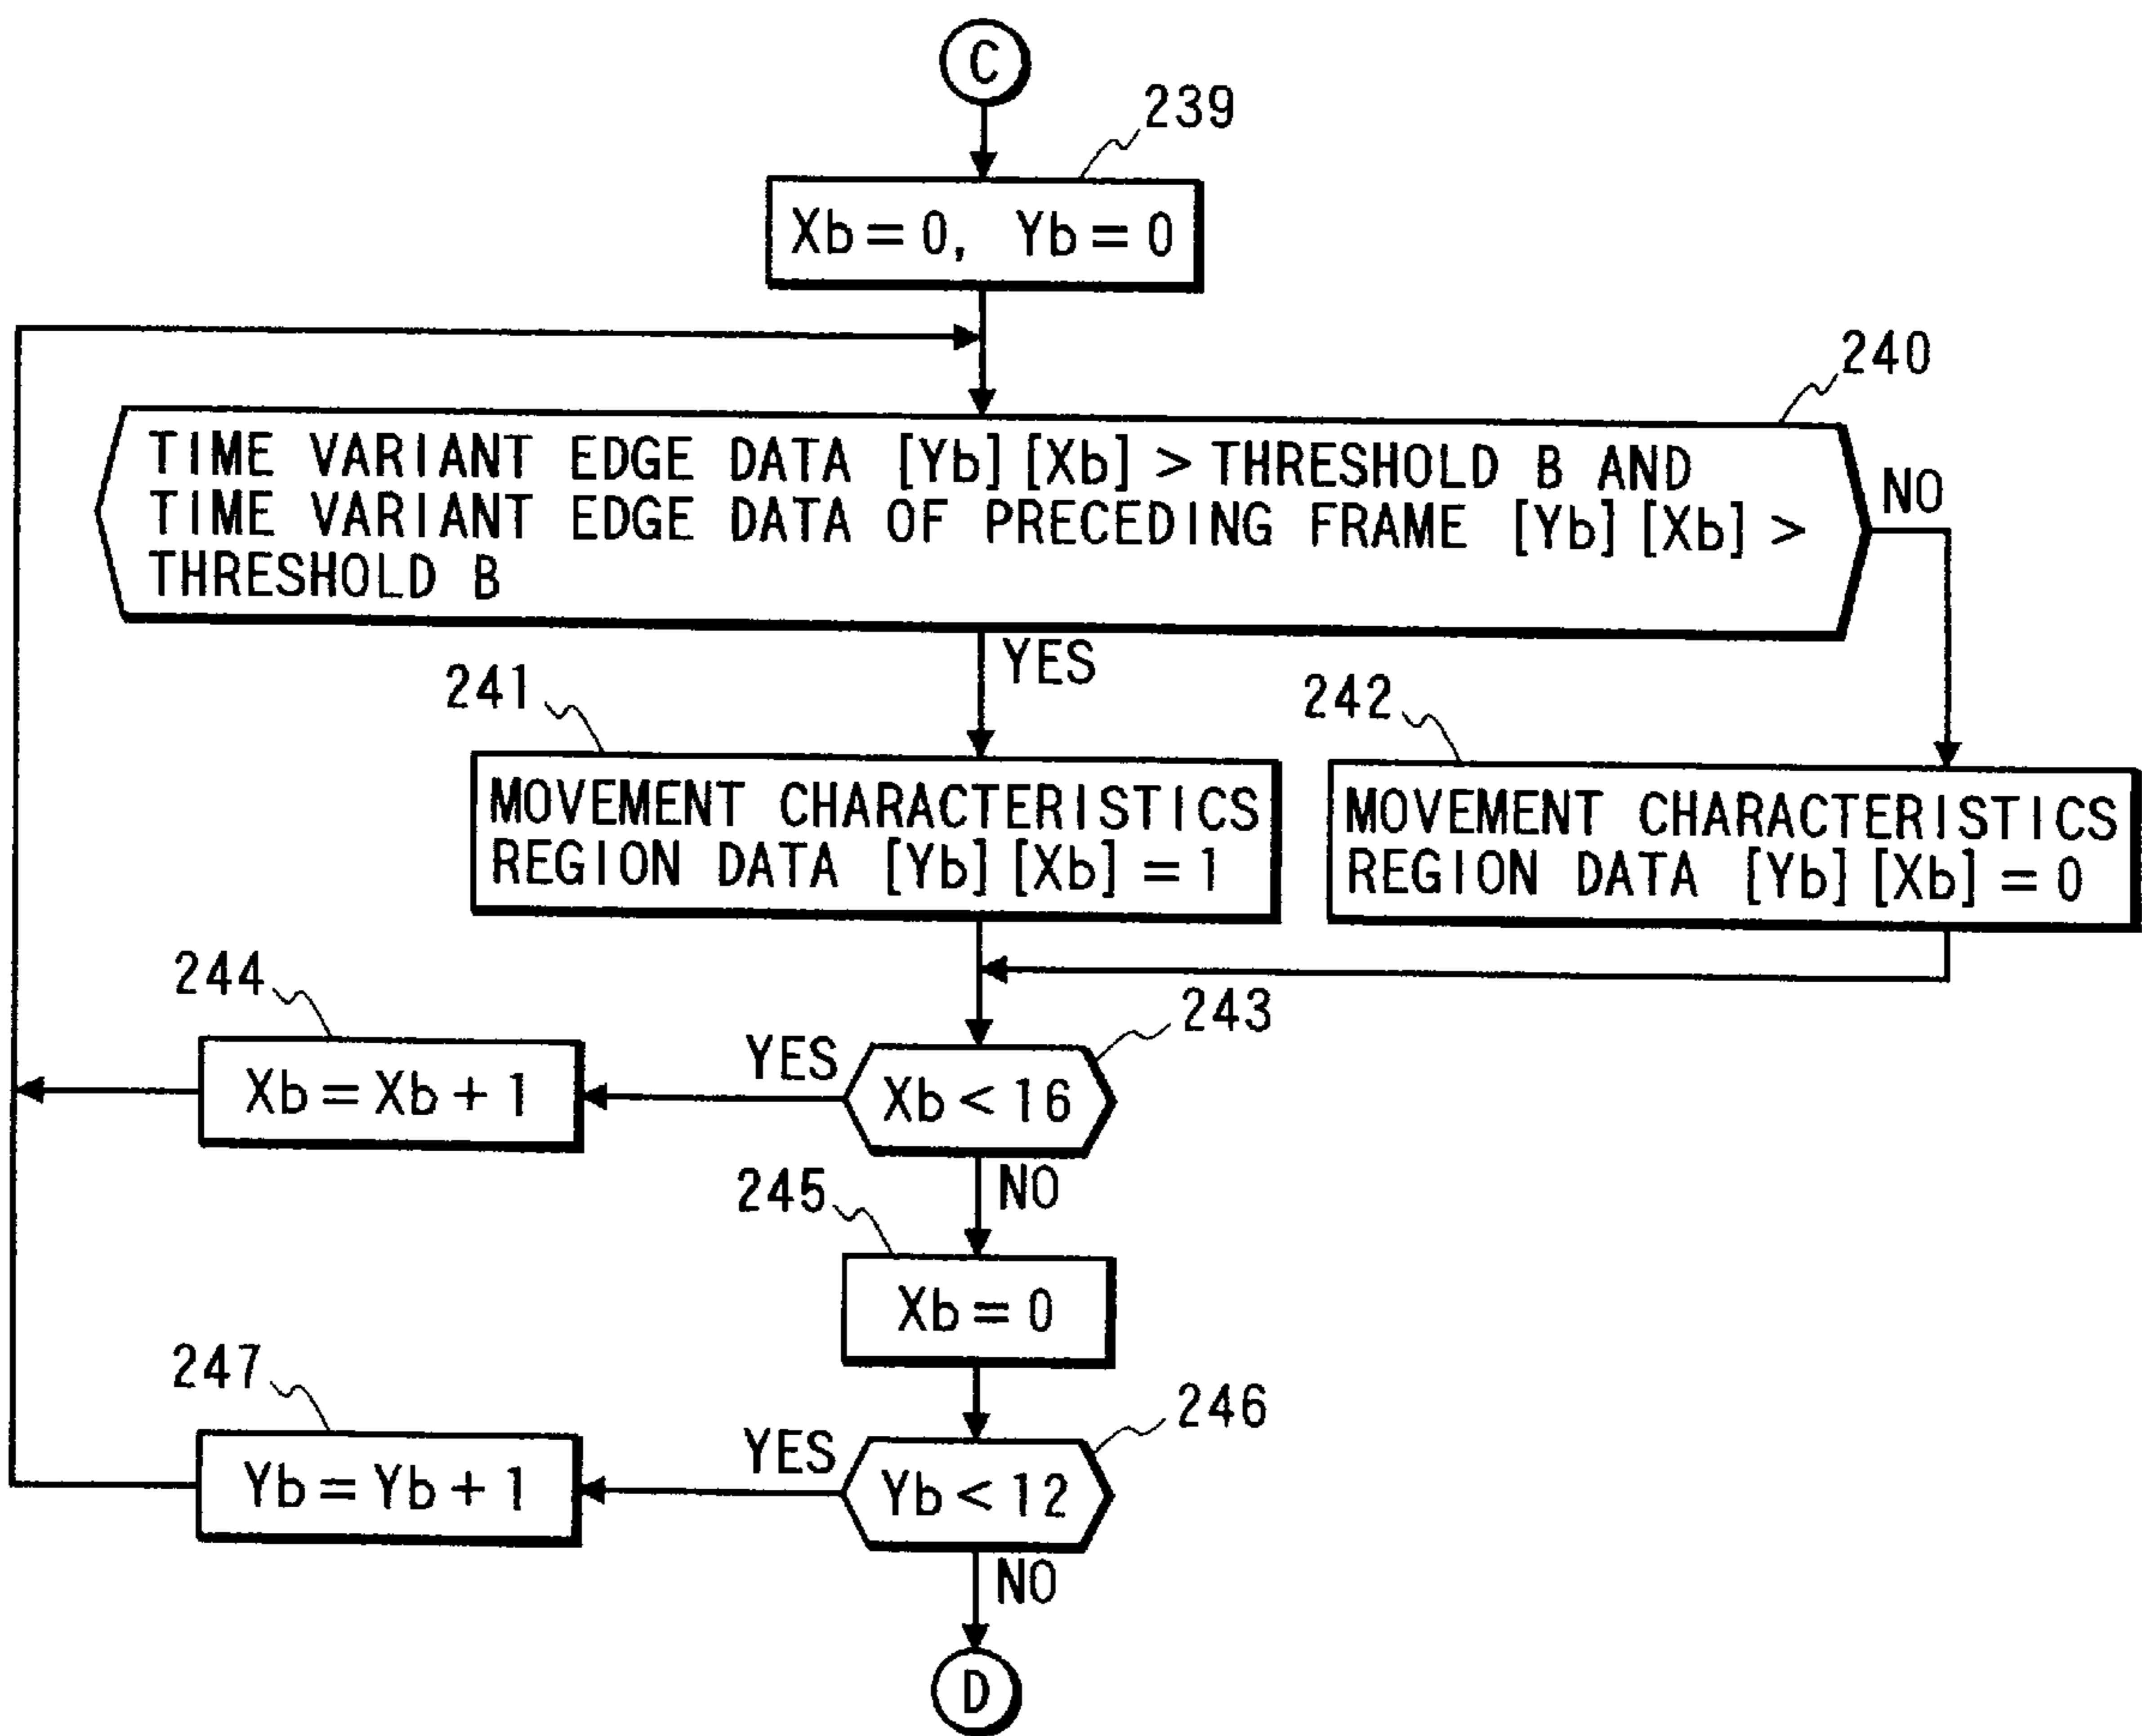 C
239
Xb=0, Yb=0
240
TIME VARIANT EDGE DATA [Yb][Xb]>THRESHOLD B AND
TIME VARIANT EDGE DATA OF PRECEDING FRAME [Yb][Xb]>
THRESHOLD B
NO
YES
241
242
MOVEMENT CHARACTERISTICS
REGION DATA [Yb][Xb]=1
MOVEMENT CHARACTERISTICS
REGION DATA [Yb][Xb]=0
244
243
Xb=Xb+1
YES
Xb<16
NO
245
Xb=0
247
246
Yb=Yb+1
YES
Yb<12
NO
D